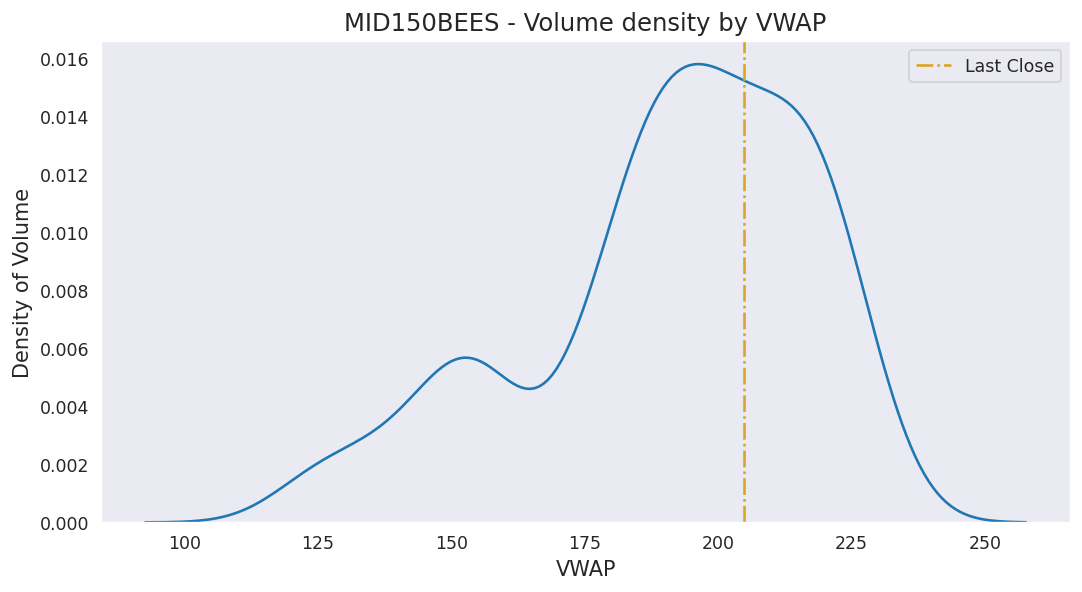 MID150BEES - Volume density by VWAP
Last Close
Density of Volume
0.016
0.014
0.012
0.010
0.008
0.006
0.004
0.002
0.000
100 125 150 175 200 225 250
VWAP